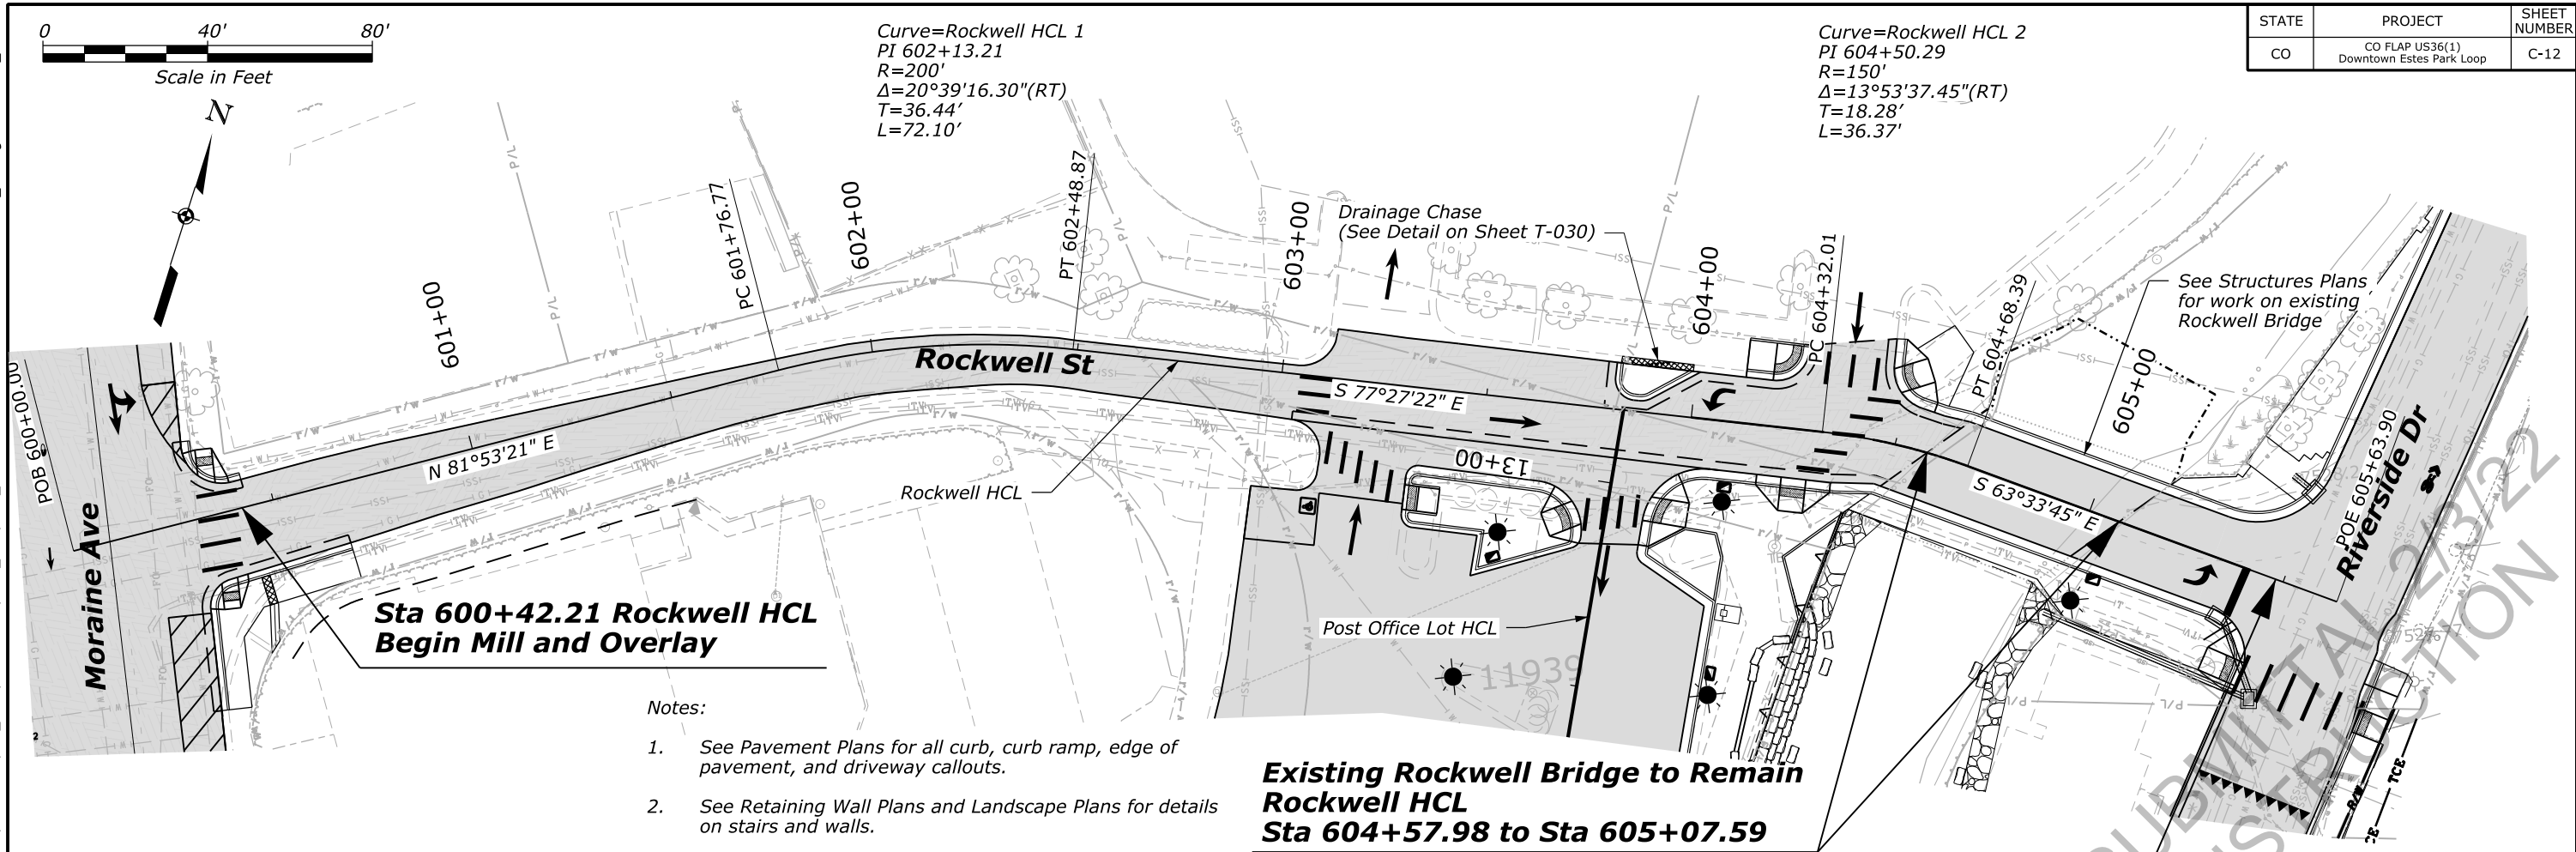 0 40' 80'
Scale in Feet
N
Curve=Rockwell HCL 1
PI 602+13.21
R=200'
Δ=20°39'16.30"(RT)
T=36.44'
L=72.10'
Curve=Rockwell HCL 2
PI 604+50.29
R=150'
Δ=13°53'37.45"(RT)
T=18.28'
L=36.37'
STATE PROJECT SHEET NUMBER
CO CO FLAP US36(1) C-12
Downtown Estes Park Loop
POB 600+00.00
601+00
PC 601+76.77
602+00
PT 602+48.87
603+00
Drainage Chase
(See Detail on Sheet T-030)
604+00
PC 604+32.01
PT 604+68.39
See Structures Plans
for work on existing
Rockwell Bridge
605+00
POE 605+63.90
Riverside Dr
Moraine Ave
Rockwell St
N 81°53'21" E
S 77°27'22" E
S 63°33'45" E
Rockwell HCL
13+00
Post Office Lot HCL
11939
Sta 600+42.21 Rockwell HCL
Begin Mill and Overlay
Notes:
1. See Pavement Plans for all curb, curb ramp, edge of
pavement, and driveway callouts.
2. See Retaining Wall Plans and Landscape Plans for details
on stairs and walls.
Existing Rockwell Bridge to Remain
Rockwell HCL
Sta 604+57.98 to Sta 605+07.59
R/W
TCE
2/3/22